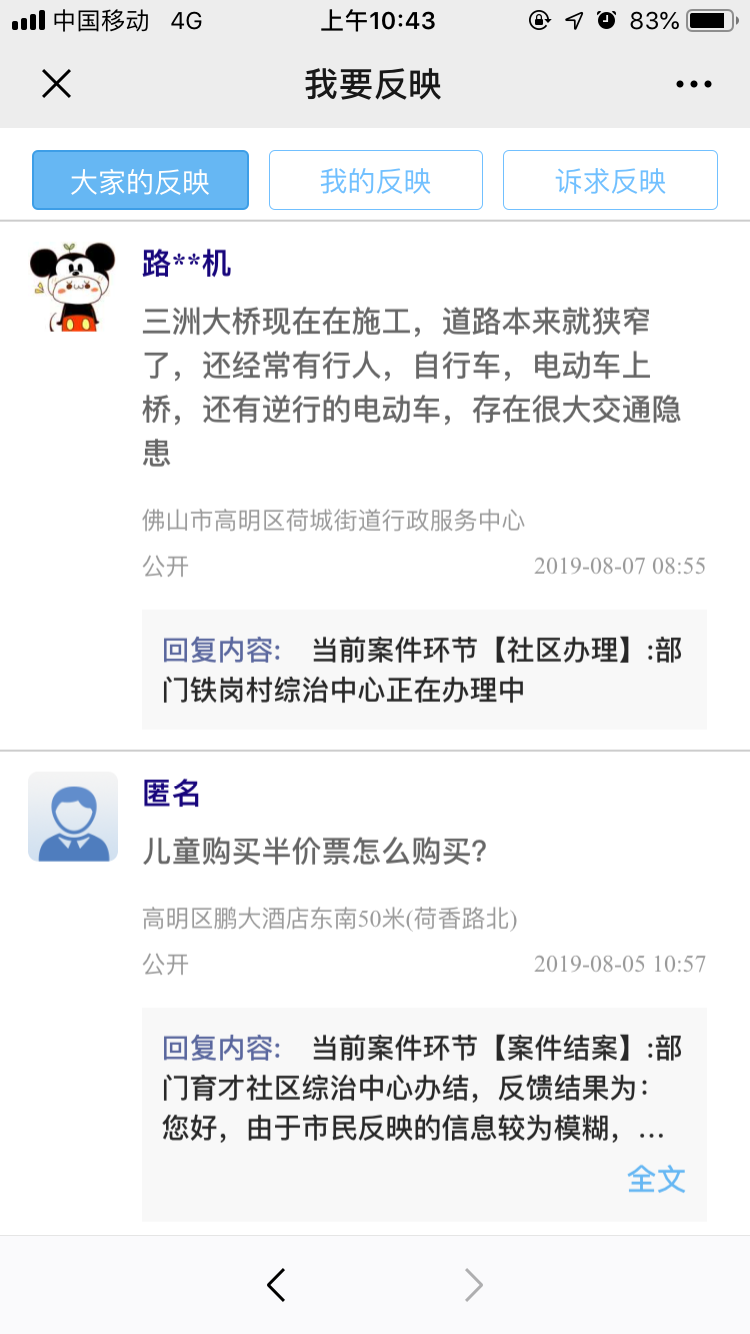 中国移动 4G 上午10:43 83%
我要反映
大家的反映 我的反映 诉求反映
路**机
三洲大桥现在在施工，道路本来就狭窄
了，还经常有行人，自行车，电动车上
桥，还有逆行的电动车，存在很大交通隐
患
佛山市高明区荷城街道行政服务中心
公开 2019-08-07 08:55
回复内容: 当前案件环节【社区办理】:部
门铁岗村综治中心正在办理中
匿名
儿童购买半价票怎么购买?
高明区鹏大酒店东南50米(荷香路北)
公开 2019-08-05 10:57
回复内容: 当前案件环节【案件结案】:部
门育才社区综治中心办结，反馈结果为：
您好，由于市民反映的信息较为模糊，...
全文